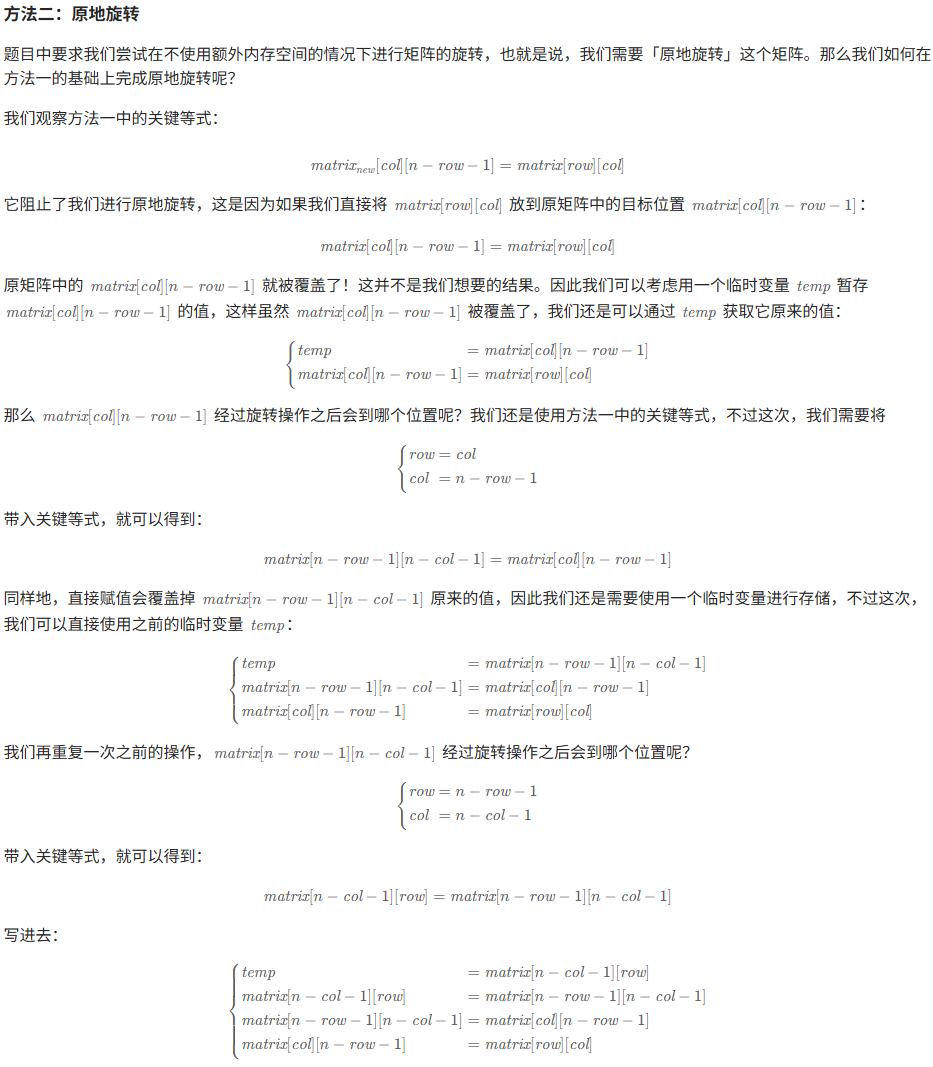 方法二：原地旋转
题目中要求我们尝试在不使用额外内存空间的情况下进行矩阵的旋转，也就是说，我们需要「原地旋转」这个矩阵。那么我们如何在
方法一的基础上完成原地旋转呢？
我们观察方法一中的关键等式：
matrix_new[col][n − row − 1] = matrix[row][col]
它阻止了我们进行原地旋转，这是因为如果我们直接将 matrix[row][col] 放到原矩阵中的目标位置 matrix[col][n − row − 1]：
matrix[col][n − row − 1] = matrix[row][col]
原矩阵中的 matrix[col][n − row − 1] 就被覆盖了！这并不是我们想要的结果。因此我们可以考虑用一个临时变量 temp 暂存
matrix[col][n − row − 1] 的值，这样虽然 matrix[col][n − row − 1] 被覆盖了，我们还是可以通过 temp 获取它原来的值：
temp = matrix[col][n − row − 1]
matrix[col][n − row − 1] = matrix[row][col]
那么 matrix[col][n − row − 1] 经过旋转操作之后会到哪个位置呢？我们还是使用方法一中的关键等式，不过这次，我们需要将
row = col
col = n − row − 1
带入关键等式，就可以得到：
matrix[n − row − 1][n − col − 1] = matrix[col][n − row − 1]
同样地，直接赋值会覆盖掉 matrix[n − row − 1][n − col − 1] 原来的值，因此我们还是需要使用一个临时变量进行存储，不过这次，
我们可以直接使用之前的临时变量 temp：
temp = matrix[n − row − 1][n − col − 1]
matrix[n − row − 1][n − col − 1] = matrix[col][n − row − 1]
matrix[col][n − row − 1] = matrix[row][col]
我们再重复一次之前的操作，matrix[n − row − 1][n − col − 1] 经过旋转操作之后会到哪个位置呢？
row = n − row − 1
col = n − col − 1
带入关键等式，就可以得到：
matrix[n − col − 1][row] = matrix[n − row − 1][n − col − 1]
写进去：
temp = matrix[n − col − 1][row]
matrix[n − col − 1][row] = matrix[n − row − 1][n − col − 1]
matrix[n − row − 1][n − col − 1] = matrix[col][n − row − 1]
matrix[col][n − row − 1] = matrix[row][col]